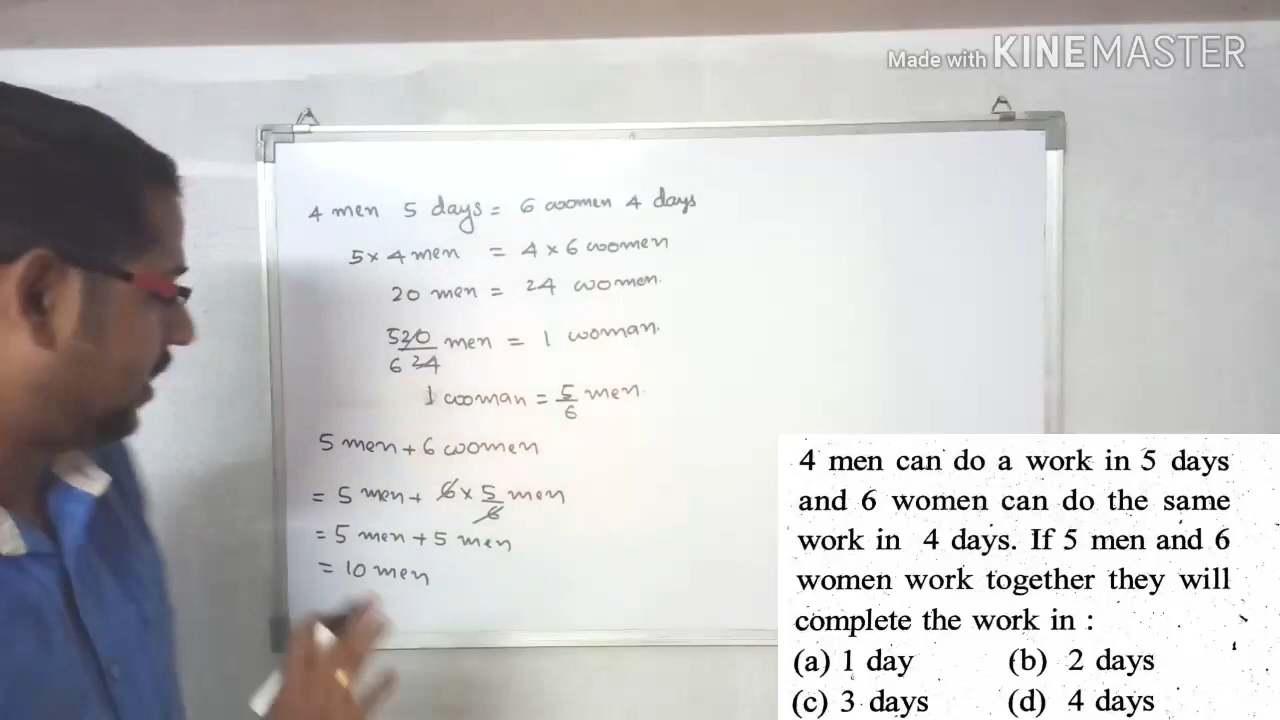 Made with KINEMASTER
4 men 5 days = 6 women 4 days
5 × 4 men = 4 × 6 women
20 men = 24 women.
5 20/6 24 men = 1 woman.
1 woman = 5/6 men.
5 men + 6 women
= 5 men + 6 × 5/6 men
= 5 men + 5 men
= 10 men
4 men can do a work in 5 days
and 6 women can do the same
work in 4 days. If 5 men and 6
women work together they will
complete the work in :
(a) 1 day (b) 2 days
(c) 3 days (d) 4 days